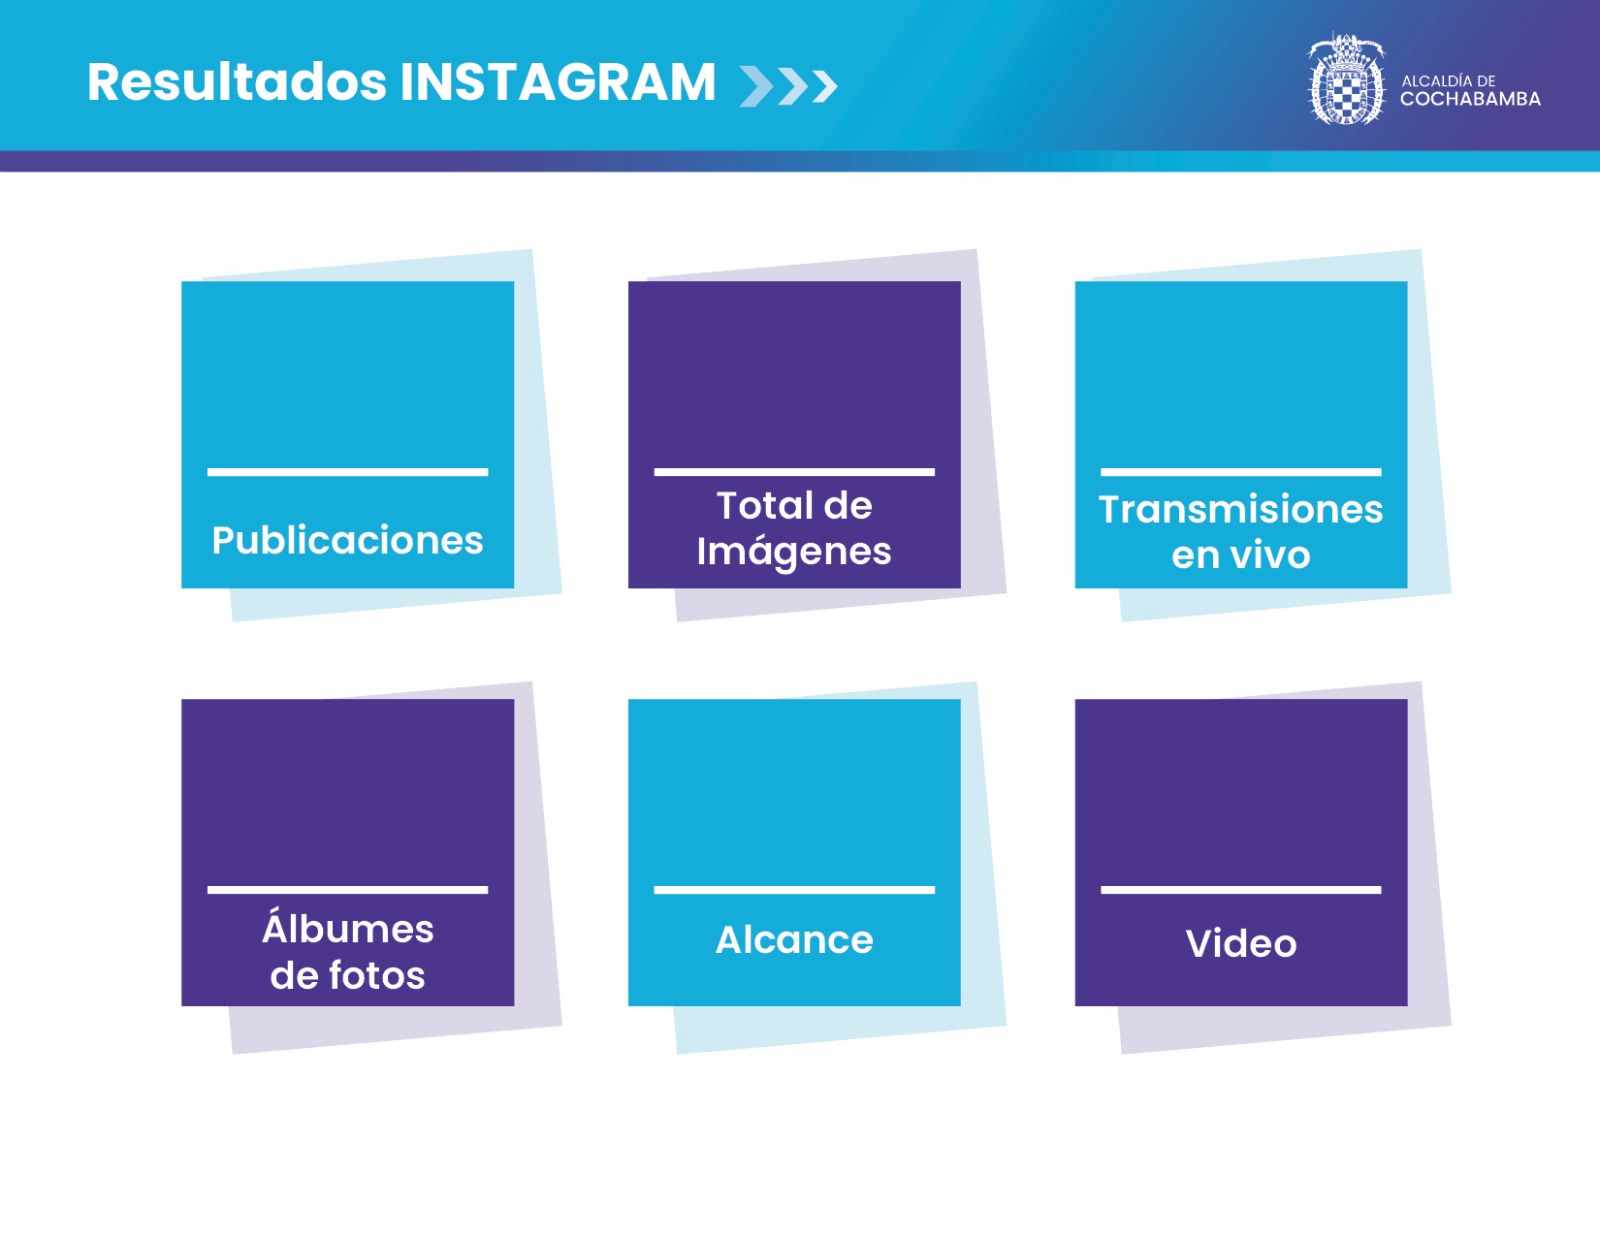 Resultados INSTAGRAM
ALCALDÍA DE
COCHABAMBA
Publicaciones
Total de
Imágenes
Transmisiones
en vivo
Álbumes
de fotos
Alcance
Video